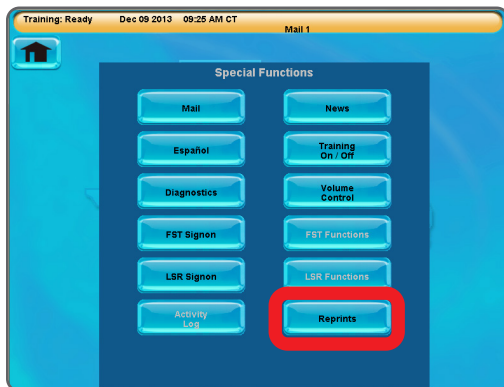 Training: Ready Dec 09 2013 09:25 AM CT
Mail 1
Special Functions
Mail
News
Español
Training
On / Off
Diagnostics
Volume
Control
FST Signon
FST Functions
LSR Signon
LSR Functions
Activity
Log
Reprints